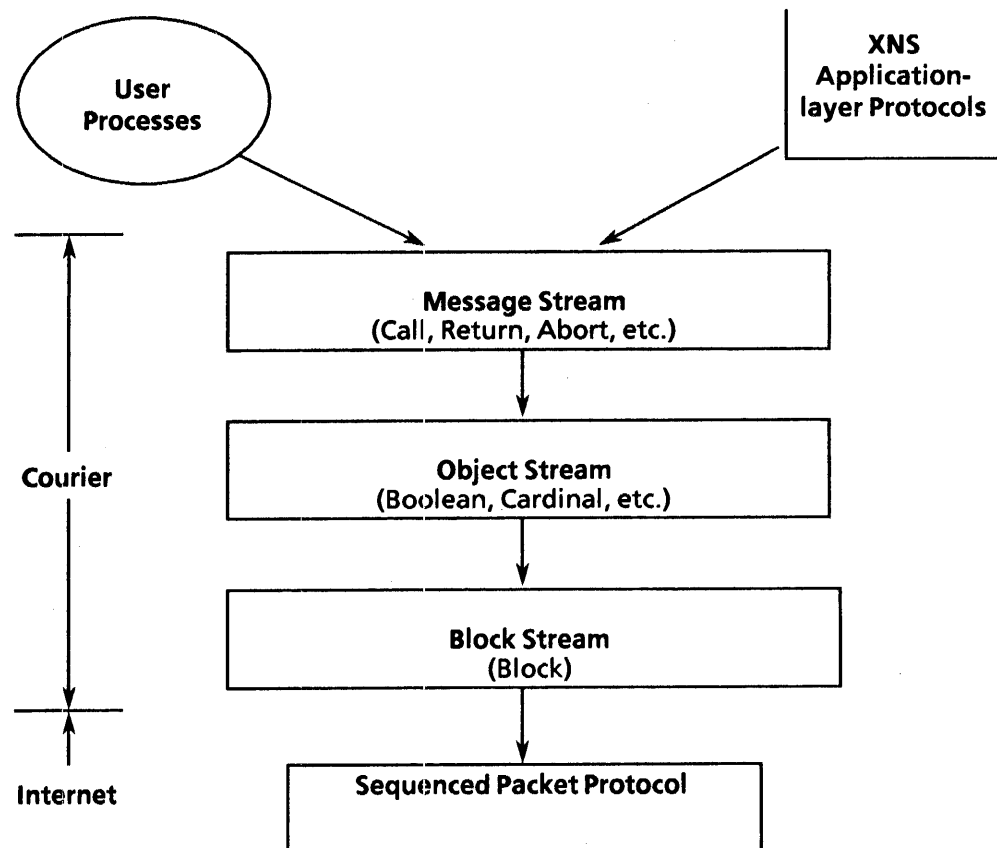 User
Processes
XNS
Application-
layer Protocols
Message Stream
(Call, Return, Abort, etc.)
Object Stream
(Boolean, Cardinal, etc.)
Courier
Block Stream
(Block)
Sequenced Packet Protocol
Internet